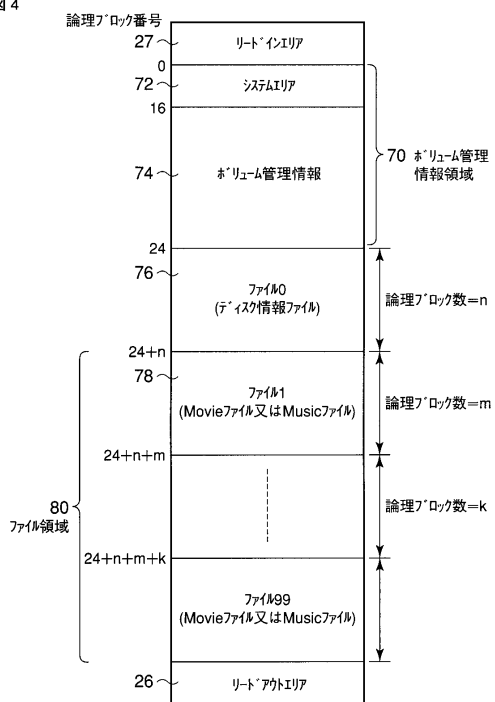 図4
論理ブロック番号
27
リードインエリア
0
72
システムエリア
16
74
ボリューム管理情報
70 ボリューム管理
情報領域
24
76
ファイル0
(ディスク情報ファイル)
論理ブロック数=n
24+n
78
ファイル1
(Movieファイル又はMusicファイル)
論理ブロック数=m
24+n+m
80
ファイル領域
論理ブロック数=k
24+n+m+k
ファイル99
(Movieファイル又はMusicファイル)
26
リードアウトエリア